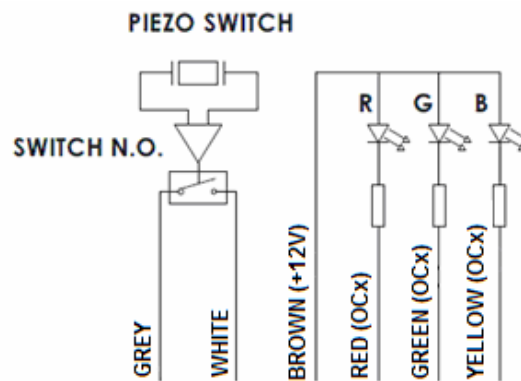 PIEZO SWITCH
R G B
SWITCH N.O.
GREY
WHITE
BROWN (+12V)
RED (OCx)
GREEN (OCx)
YELLOW (OCx)